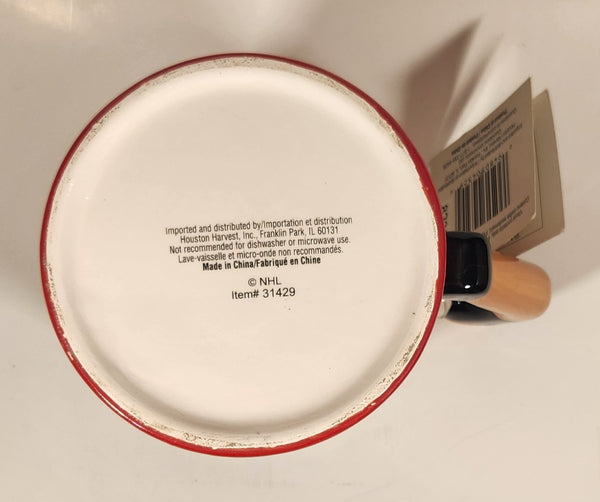 Imported and distributed by/Importation et distribution
Houston Harvest, Inc., Franklin Park, IL 60131
Not recommended for dishwasher or microwave use.
Lave-vaisselle et micro-onde non recommandés.
Made in China/Fabriqué en Chine
© NHL
Item# 31429